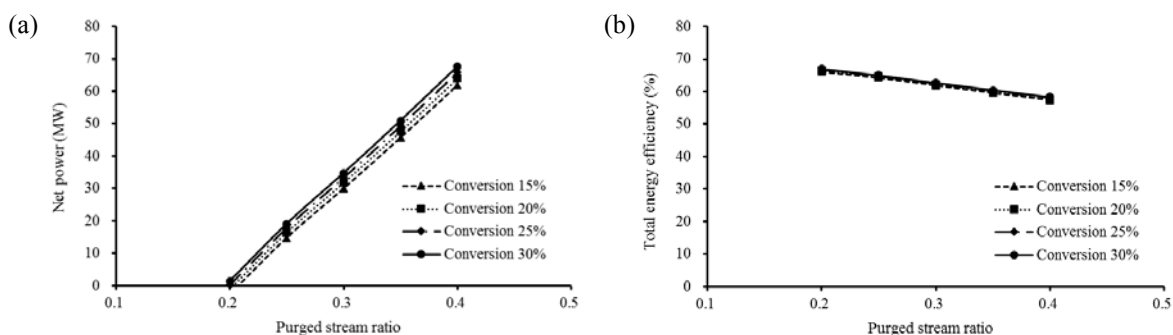 (a)
80
70
60
50
40
30
20
10
0
0.1 0.2 0.3 0.4 0.5
Net power (MW)
Purged stream ratio
Conversion 15%
Conversion 20%
Conversion 25%
Conversion 30%
(b)
80
70
60
50
40
30
20
10
0
0.1 0.2 0.3 0.4 0.5
Total energy efficiency (%)
Purged stream ratio
Conversion 15%
Conversion 20%
Conversion 25%
Conversion 30%